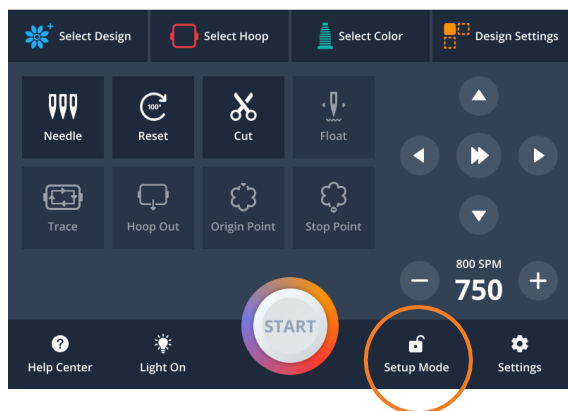 Select Design
Select Hoop
Select Color
Design Settings
Needle
100°
Reset
Cut
Float
Trace
Hoop Out
Origin Point
Stop Point
800 SPM
750
START
Help Center
Light On
Setup Mode
Settings